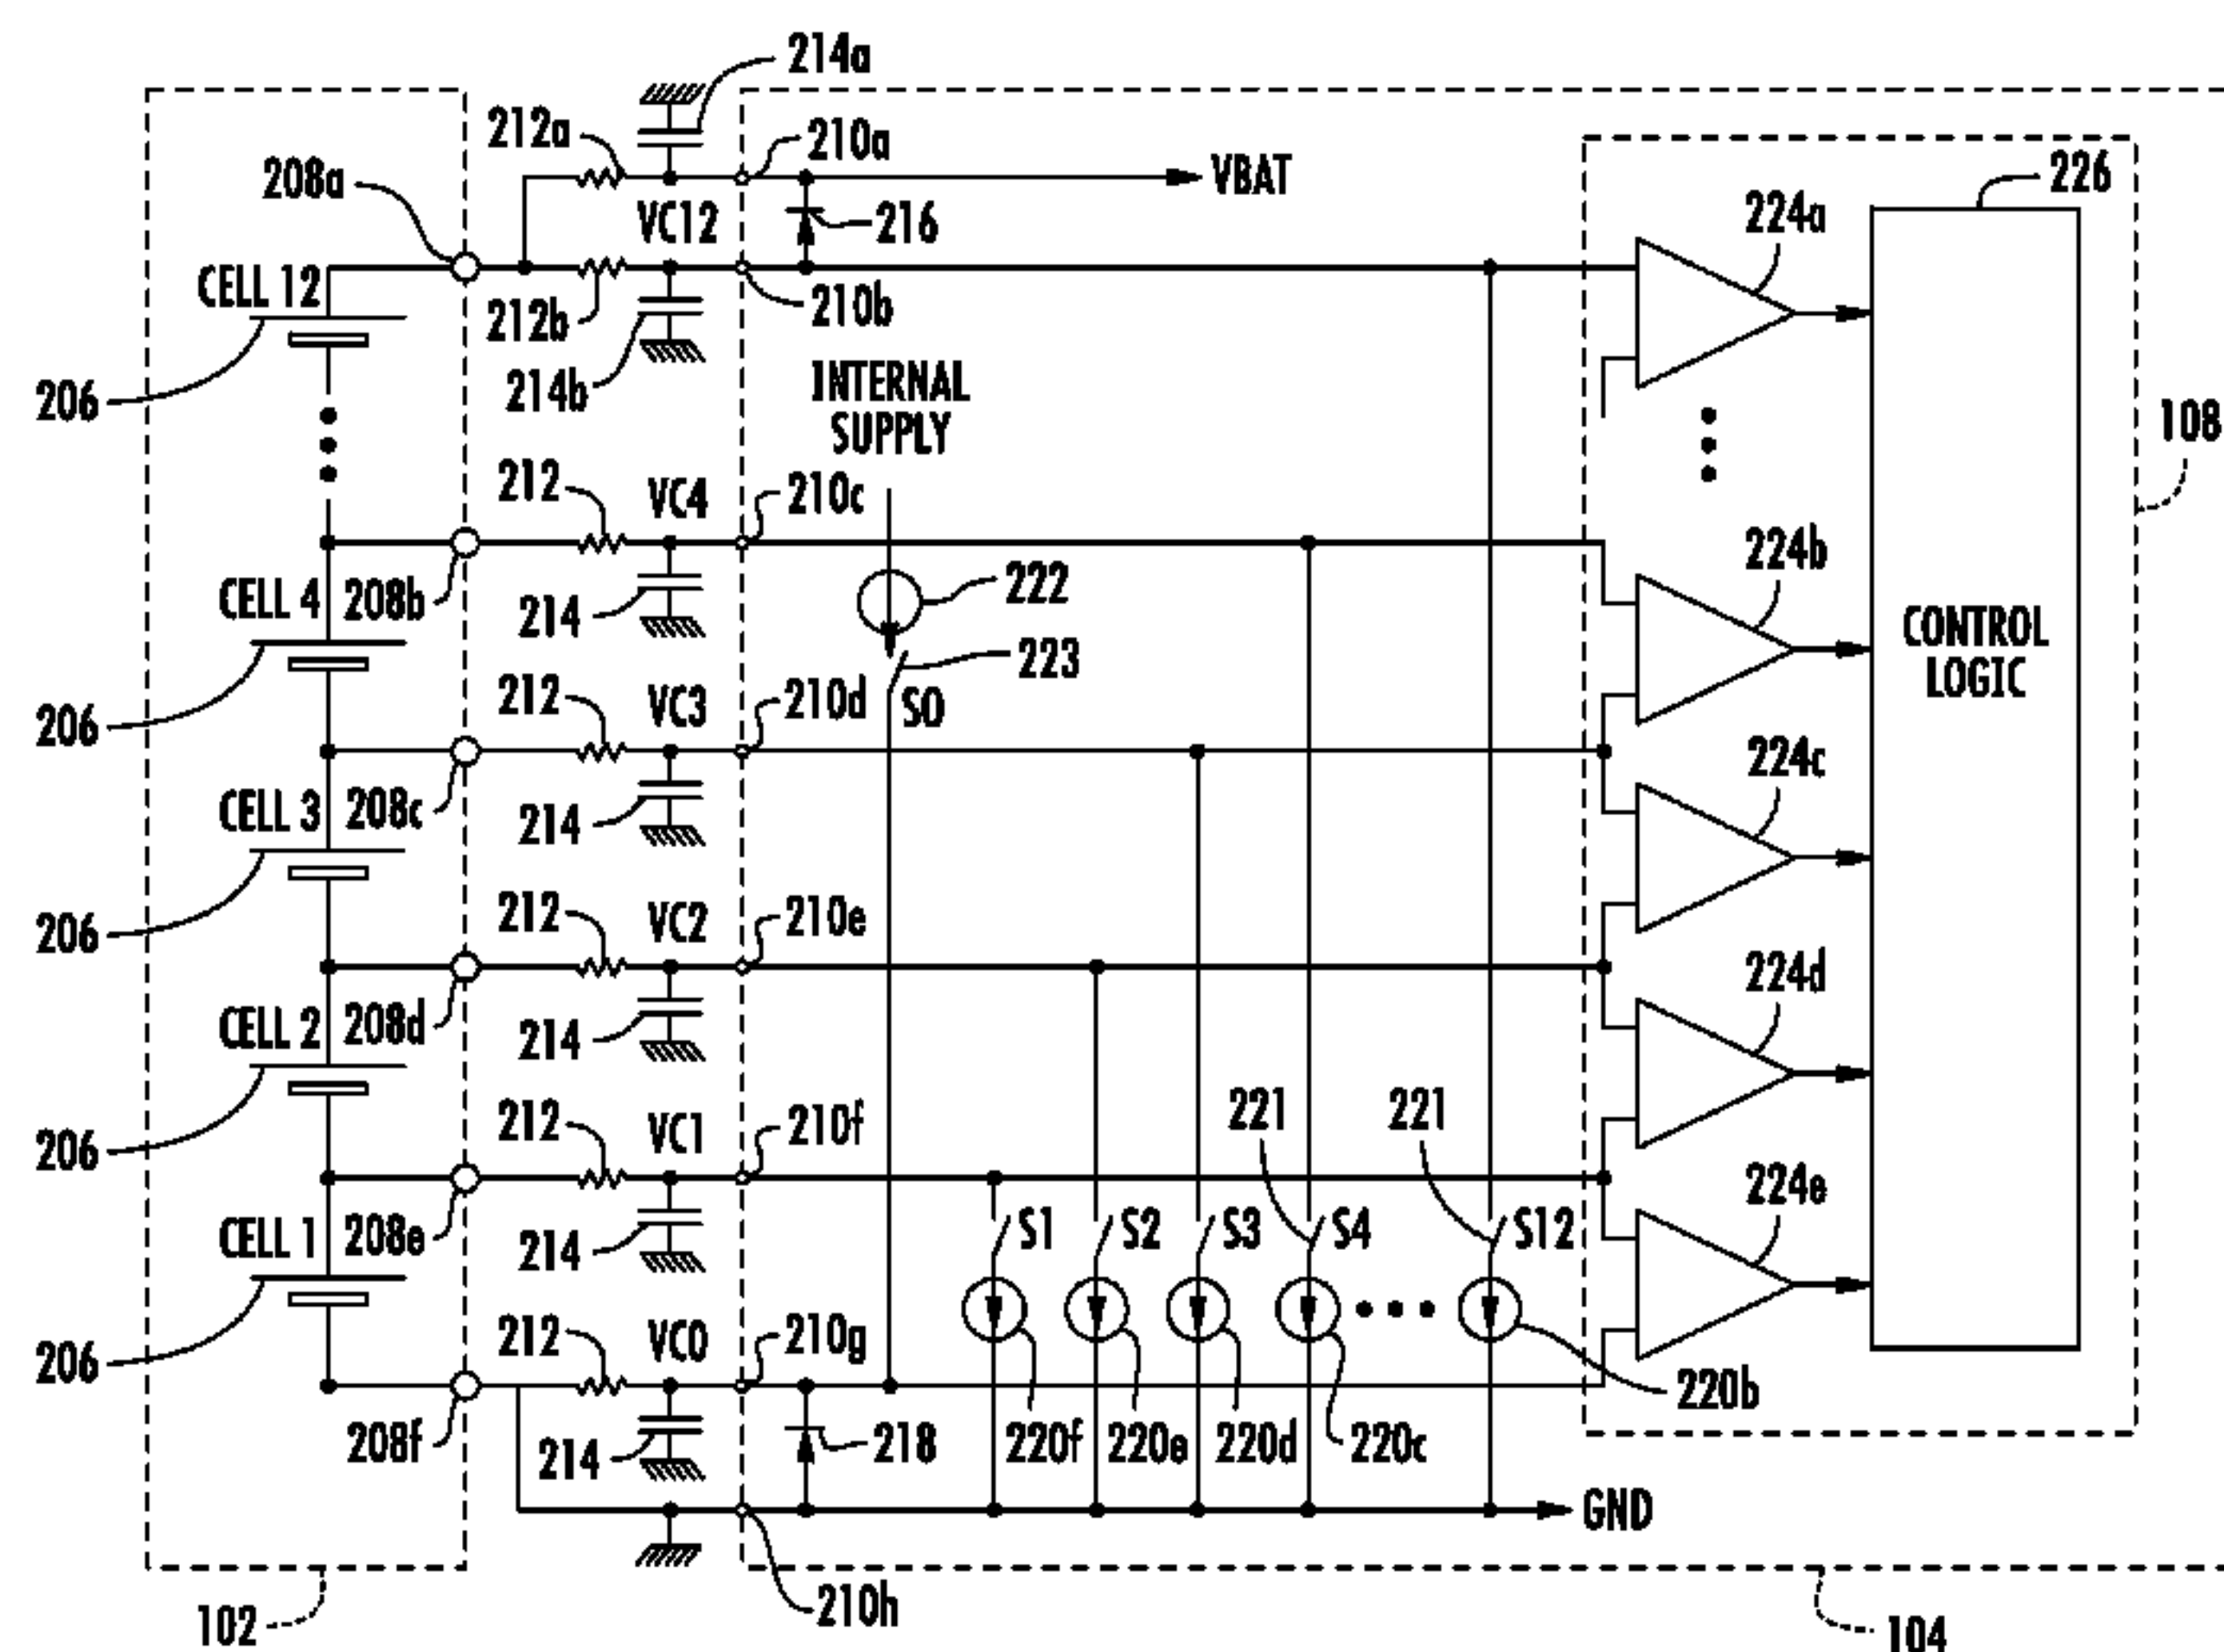 214a
212a
210a
208a
VBAT
226
VC12
216
224a
CELL 12
212b
210b
206
214b
INTERNAL
SUPPLY
108
212
VC4
210c
224b
222
CELL 4
208b
214
CONTROL
LOGIC
223
212
VC3
210d
S0
206
224c
CELL 3
208c
214
212
VC2
210e
206
224d
CELL 2
208d
214
212
VC1
210f
221
221
206
224e
CELL 1
208e
214
S1
S2
S3
S4
S12
212
VC0
210g
206
220b
208f
214
218
220f
220e
220d
220c
GND
210h
102
104